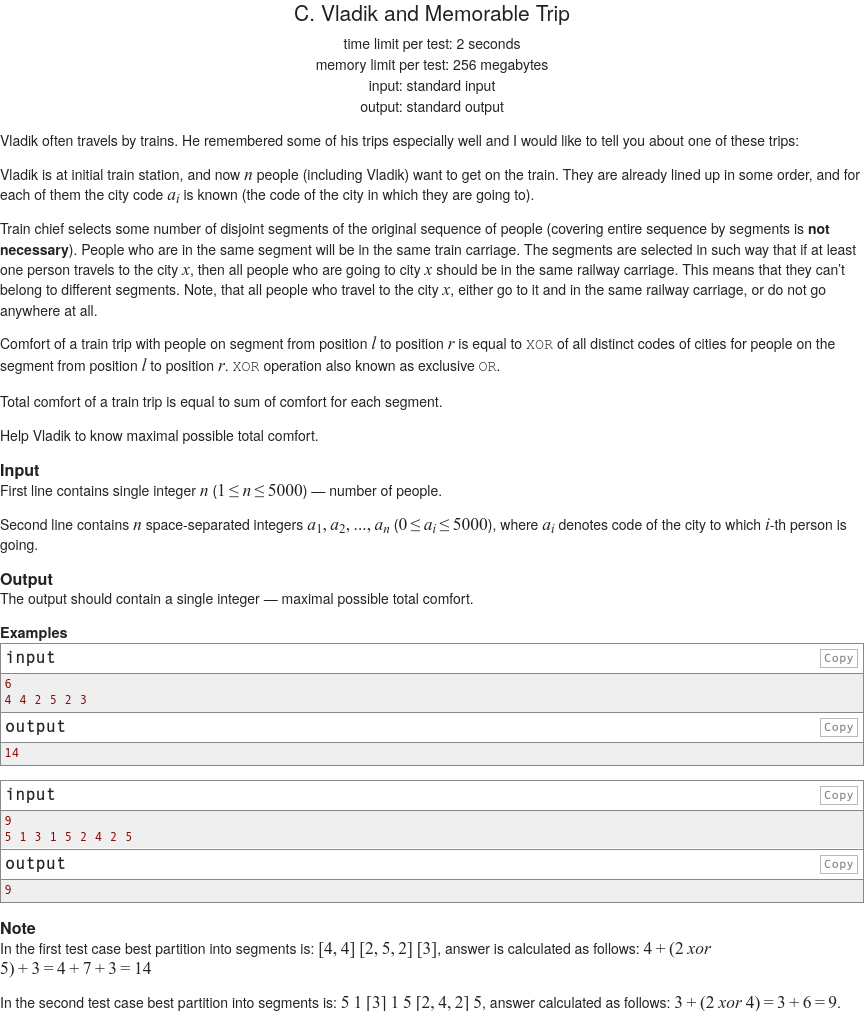 C. Vladik and Memorable Trip
time limit per test: 2 seconds
memory limit per test: 256 megabytes
input: standard input
output: standard output
Vladik often travels by trains. He remembered some of his trips especially well and I would like to tell you about one of these trips:
Vladik is at initial train station, and now n people (including Vladik) want to get on the train. They are already lined up in some order, and for
each of them the city code a_i is known (the code of the city in which they are going to).
Train chief selects some number of disjoint segments of the original sequence of people (covering entire sequence by segments is not
necessary). People who are in the same segment will be in the same train carriage. The segments are selected in such way that if at least
one person travels to the city x, then all people who are going to city x should be in the same railway carriage. This means that they can't
belong to different segments. Note, that all people who travel to the city x, either go to it and in the same railway carriage, or do not go
anywhere at all.
Comfort of a train trip with people on segment from position l to position r is equal to XOR of all distinct codes of cities for people on the
segment from position l to position r. XOR operation also known as exclusive OR.
Total comfort of a train trip is equal to sum of comfort for each segment.
Help Vladik to know maximal possible total comfort.
Input
First line contains single integer n (1 ≤ n ≤ 5000) — number of people.
Second line contains n space-separated integers a_1, a_2, ..., a_n (0 ≤ a_i ≤ 5000), where a_i denotes code of the city to which i-th person is
going.
Output
The output should contain a single integer — maximal possible total comfort.
Examples
input Copy
6
4 4 2 5 2 3
output Copy
14
input Copy
9
5 1 3 1 5 2 4 2 5
output Copy
9
Note
In the first test case best partition into segments is: [4, 4] [2, 5, 2] [3], answer is calculated as follows: 4 + (2 xor
5) + 3 = 4 + 7 + 3 = 14
In the second test case best partition into segments is: 5 1 [3] 1 5 [2, 4, 2] 5, answer calculated as follows: 3 + (2 xor 4) = 3 + 6 = 9.